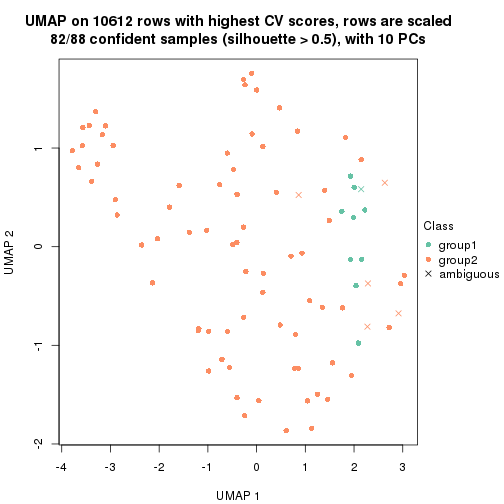 UMAP on 10612 rows with highest CV scores, rows are scaled
82/88 confident samples (silhouette > 0.5), with 10 PCs
1
0
-1
-2
UMAP 2
-4
-3
-2
-1
0
1
2
3
UMAP 1
Class
group1
group2
ambiguous